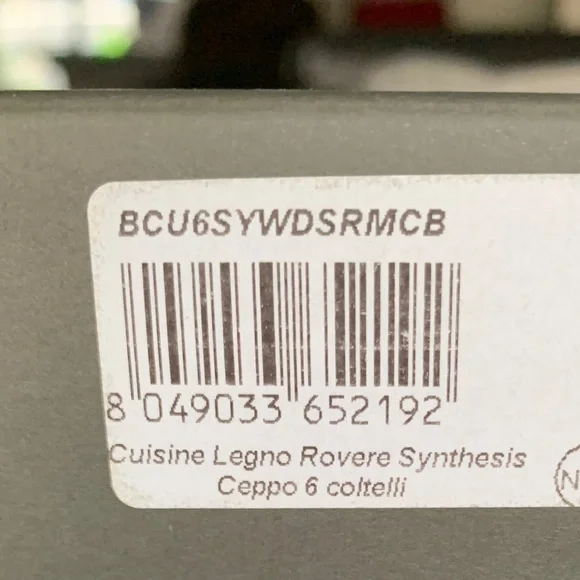 BCU6SYWDSRMCB
8 049033 652192
Cuisine Legno Rovere Synthesis
Ceppo 6 coltelli
N